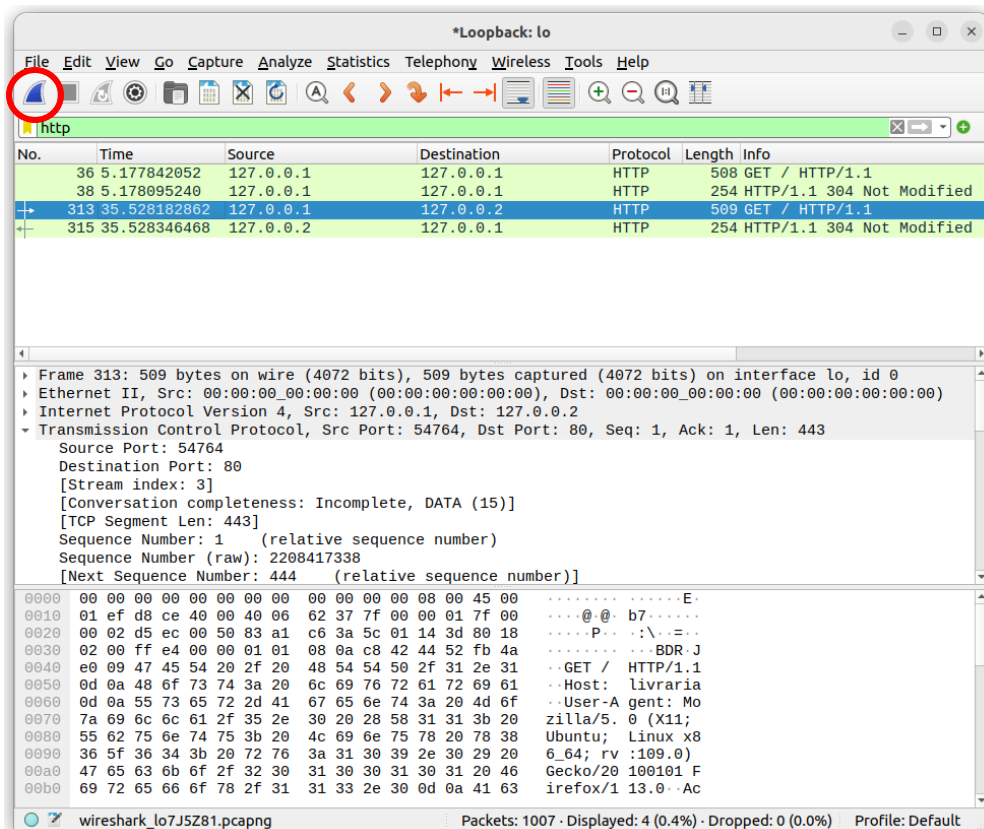 *Loopback: lo
File Edit View Go Capture Analyze Statistics Telephony Wireless Tools Help
http
No. Time Source Destination Protocol Length Info
36 5.177842052 127.0.0.1 127.0.0.1 HTTP 508 GET / HTTP/1.1
38 5.178095240 127.0.0.1 127.0.0.1 HTTP 254 HTTP/1.1 304 Not Modified
313 35.528182862 127.0.0.1 127.0.0.2 HTTP 509 GET / HTTP/1.1
315 35.528346468 127.0.0.2 127.0.0.1 HTTP 254 HTTP/1.1 304 Not Modified
Frame 313: 509 bytes on wire (4072 bits), 509 bytes captured (4072 bits) on interface lo, id 0
Ethernet II, Src: 00:00:00_00:00:00 (00:00:00:00:00:00), Dst: 00:00:00_00:00:00 (00:00:00:00:00:00)
Internet Protocol Version 4, Src: 127.0.0.1, Dst: 127.0.0.2
Transmission Control Protocol, Src Port: 54764, Dst Port: 80, Seq: 1, Ack: 1, Len: 443
Source Port: 54764
Destination Port: 80
[Stream index: 3]
[Conversation completeness: Incomplete, DATA (15)]
[TCP Segment Len: 443]
Sequence Number: 1 (relative sequence number)
Sequence Number (raw): 2208417338
[Next Sequence Number: 444 (relative sequence number)]
0000 00 00 00 00 00 00 00 00 00 00 00 00 08 00 45 00 ········ ······E·
0010 01 ef d8 ce 40 00 40 06 62 37 7f 00 00 01 7f 00 ····@·@· b7······
0020 00 02 d5 ec 00 50 83 a1 c6 3a 5c 01 14 3d 80 18 ·····P·· ·:\··=··
0030 02 00 ff e4 00 00 01 01 08 0a c8 42 44 52 fb 4a ········ ···BDR·J
0040 e0 09 47 45 54 20 2f 20 48 54 54 50 2f 31 2e 31 ··GET / HTTP/1.1
0050 0d 0a 48 6f 73 74 3a 20 6c 69 76 72 61 72 69 61 ··Host: livraria
0060 0d 0a 55 73 65 72 2d 41 67 65 6e 74 3a 20 4d 6f ··User-A gent: Mo
0070 7a 69 6c 6c 61 2f 35 2e 30 20 28 58 31 31 3b 20 zilla/5. 0 (X11;
0080 55 62 75 6e 74 75 3b 20 4c 69 6e 75 78 20 78 38 Ubuntu; Linux x8
0090 36 5f 36 34 3b 20 72 76 3a 31 30 39 2e 30 29 20 6_64; rv :109.0)
00a0 47 65 63 6b 6f 2f 32 30 31 30 30 31 30 31 20 46 Gecko/20 100101 F
00b0 69 72 65 66 6f 78 2f 31 31 33 2e 30 0d 0a 41 63 irefox/1 13.0··Ac
wireshark_lo7J5Z81.pcapng Packets: 1007 · Displayed: 4 (0.4%) · Dropped: 0 (0.0%) Profile: Default